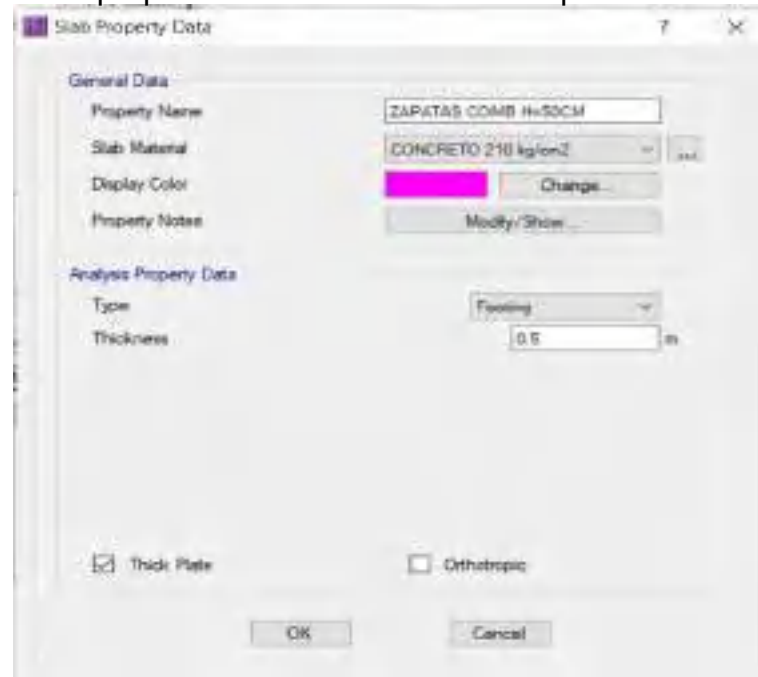 Slab Property Data ? ×
General Data
Property Name ZAPATAS COMB H=50CM
Slab Material CONCRETO 210 kg/cm2 ...
Display Color Change...
Property Notes Modify/Show...
Analysis Property Data
Type Footing
Thickness 0.5 m
Thick Plate Orthotropic
OK Cancel